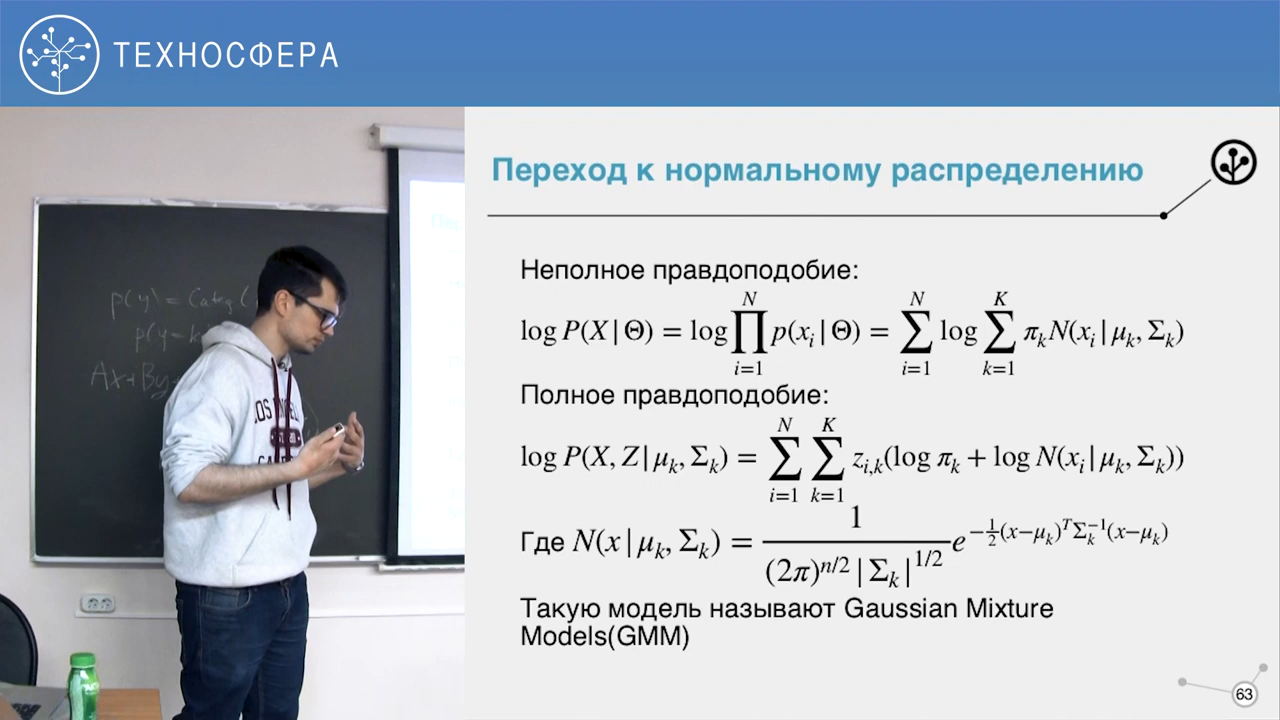 ТЕХНОСФЕРА
Переход к нормальному распределению
Неполное правдоподобие:
log P(X | Θ) = log ∏_{i=1}^{N} p(x_i | Θ) = ∑_{i=1}^{N} log ∑_{k=1}^{K} π_k N(x_i | μ_k, Σ_k)
Полное правдоподобие:
log P(X, Z | μ_k, Σ_k) = ∑_{i=1}^{N} ∑_{k=1}^{K} z_{i,k}(log π_k + log N(x_i | μ_k, Σ_k))
Где N(x | μ_k, Σ_k) = \frac{1}{(2π)^{n/2} |Σ_k|^{1/2}} e^{-\frac{1}{2}(x−μ_k)^T Σ_k^{-1}(x−μ_k)}
Такую модель называют Gaussian Mixture
Models(GMM)
63
p(y) = Categ(
p(y=k
Ax+By+